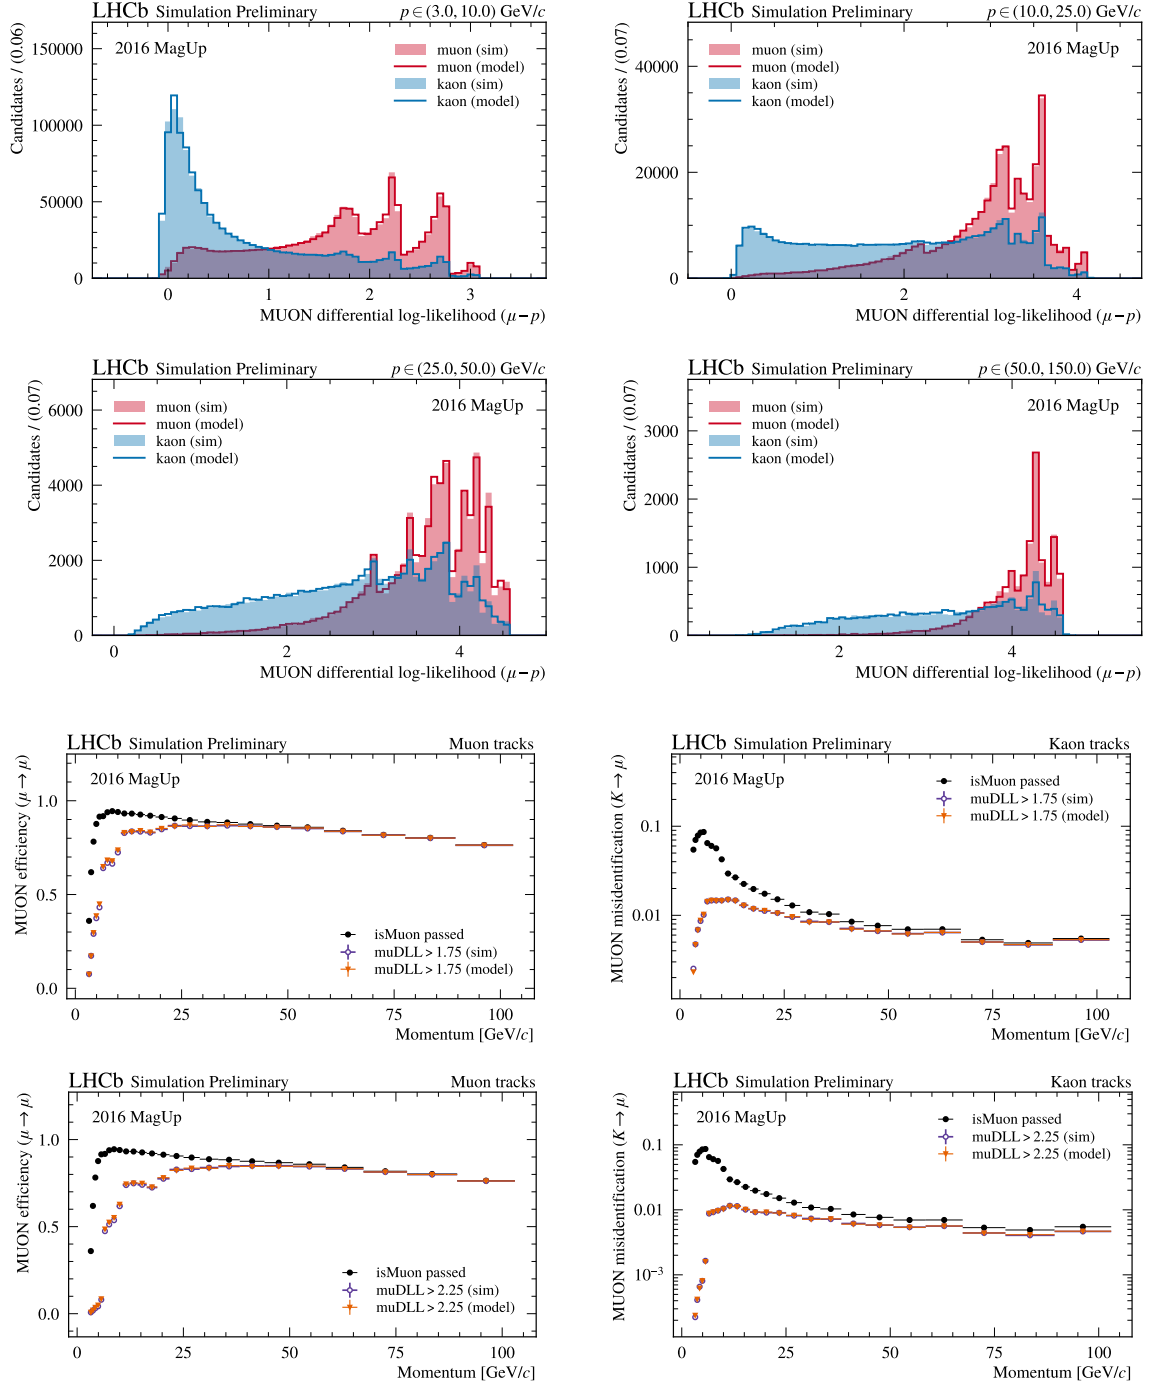 LHCb Simulation Preliminary p∈(3.0, 10.0) GeV/c
2016 MagUp
muon (sim)
muon (model)
kaon (sim)
kaon (model)
Candidates / (0.06)
150000
100000
50000
0
0 1 2 3
MUON differential log-likelihood (μ−p)
LHCb Simulation Preliminary p∈(10.0, 25.0) GeV/c
2016 MagUp
muon (sim)
muon (model)
kaon (sim)
kaon (model)
Candidates / (0.07)
40000
20000
0
0 2 4
MUON differential log-likelihood (μ−p)
LHCb Simulation Preliminary p∈(25.0, 50.0) GeV/c
2016 MagUp
muon (sim)
muon (model)
kaon (sim)
kaon (model)
Candidates / (0.07)
6000
4000
2000
0
0 2 4
MUON differential log-likelihood (μ−p)
LHCb Simulation Preliminary p∈(50.0, 150.0) GeV/c
2016 MagUp
muon (sim)
muon (model)
kaon (sim)
kaon (model)
Candidates / (0.07)
3000
2000
1000
0
2 4
MUON differential log-likelihood (μ−p)
LHCb Simulation Preliminary Muon tracks
2016 MagUp
MUON efficiency (μ→μ)
1.0
0.5
0.0
isMuon passed
muDLL > 1.75 (sim)
muDLL > 1.75 (model)
0 25 50 75 100
Momentum [GeV/c]
LHCb Simulation Preliminary Kaon tracks
2016 MagUp
isMuon passed
muDLL > 1.75 (sim)
muDLL > 1.75 (model)
MUON misidentification (K→μ)
0.1
0.01
0 25 50 75 100
Momentum [GeV/c]
LHCb Simulation Preliminary Muon tracks
2016 MagUp
MUON efficiency (μ→μ)
1.0
0.5
0.0
isMuon passed
muDLL > 2.25 (sim)
muDLL > 2.25 (model)
0 25 50 75 100
Momentum [GeV/c]
LHCb Simulation Preliminary Kaon tracks
2016 MagUp
isMuon passed
muDLL > 2.25 (sim)
muDLL > 2.25 (model)
MUON misidentification (K→μ)
0.1
0.01
10⁻³
0 25 50 75 100
Momentum [GeV/c]